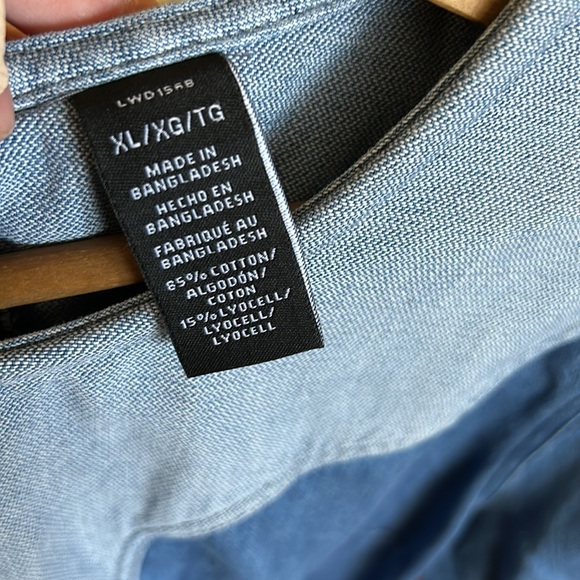 LWD1568
XL/XG/TG
MADE IN
BANGLADESH
HECHO EN
BANGLADESH
FABRIQUÉ AU
BANGLADESH
85% COTTON/
ALGODÓN/
COTON
15% LYOCELL/
LYOCELL/
LYOCELL